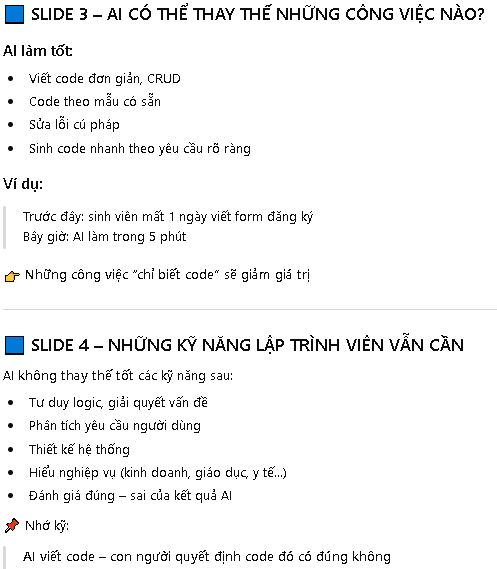 SLIDE 3 – AI CÓ THỂ THAY THẾ NHỮNG CÔNG VIỆC NÀO?
AI làm tốt:
• Viết code đơn giản, CRUD
• Code theo mẫu có sẵn
• Sửa lỗi cú pháp
• Sinh code nhanh theo yêu cầu rõ ràng
Ví dụ:
Trước đây: sinh viên mất 1 ngày viết form đăng ký
Bây giờ: AI làm trong 5 phút
👉 Những công việc “chỉ biết code” sẽ giảm giá trị
SLIDE 4 – NHỮNG KỸ NĂNG LẬP TRÌNH VIÊN VẪN CẦN
AI không thay thế tốt các kỹ năng sau:
• Tư duy logic, giải quyết vấn đề
• Phân tích yêu cầu người dùng
• Thiết kế hệ thống
• Hiểu nghiệp vụ (kinh doanh, giáo dục, y tế...)
• Đánh giá đúng – sai của kết quả AI
📌 Nhớ kỹ:
AI viết code – con người quyết định code đó có đúng không